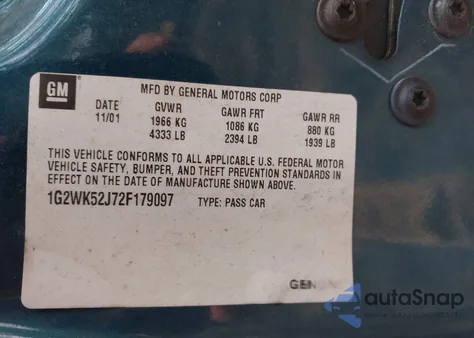 GM
MFD BY GENERAL MOTORS CORP
DATE GVWR GAWR FRT GAWR RR
11/01 1966 KG 1086 KG 880 KG
4333 LB 2394 LB 1939 LB
THIS VEHICLE CONFORMS TO ALL APPLICABLE U.S. FEDERAL MOTOR
VEHICLE SAFETY, BUMPER, AND THEFT PREVENTION STANDARDS IN
EFFECT ON THE DATE OF MANUFACTURE SHOWN ABOVE.
1G2WK52J72F179097 TYPE: PASS CAR
autoSnap